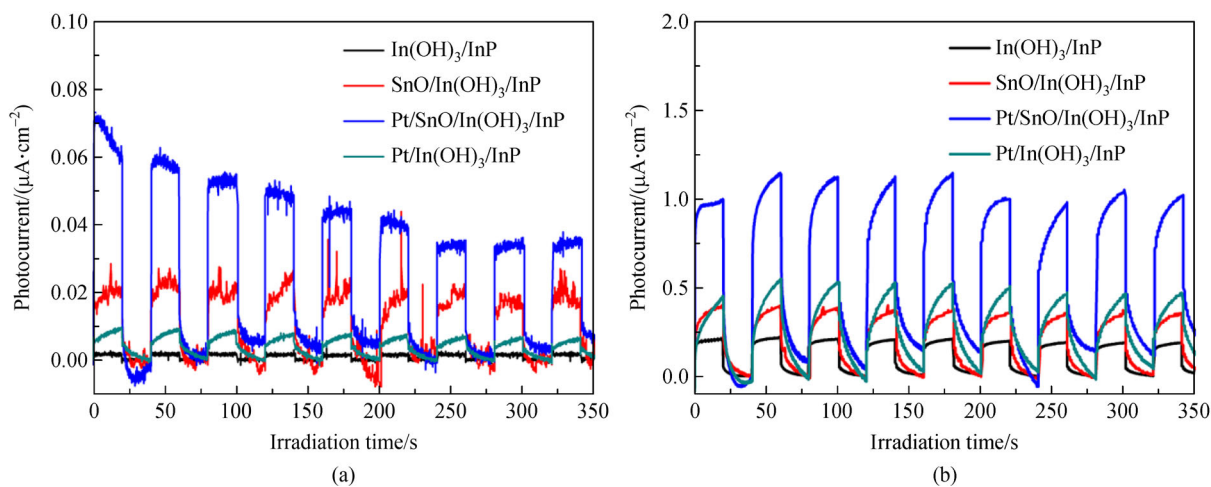 0.10
0.08
0.06
0.04
0.02
0.00
Photocurrent/(μA·cm⁻²)
In(OH)₃/InP
SnO/In(OH)₃/InP
Pt/SnO/In(OH)₃/InP
Pt/In(OH)₃/InP
0 50 100 150 200 250 300 350
Irradiation time/s
(a)
2.0
1.5
1.0
0.5
0.0
Photocurrent/(μA·cm⁻²)
In(OH)₃/InP
SnO/In(OH)₃/InP
Pt/SnO/In(OH)₃/InP
Pt/In(OH)₃/InP
0 50 100 150 200 250 300 350
Irradiation time/s
(b)